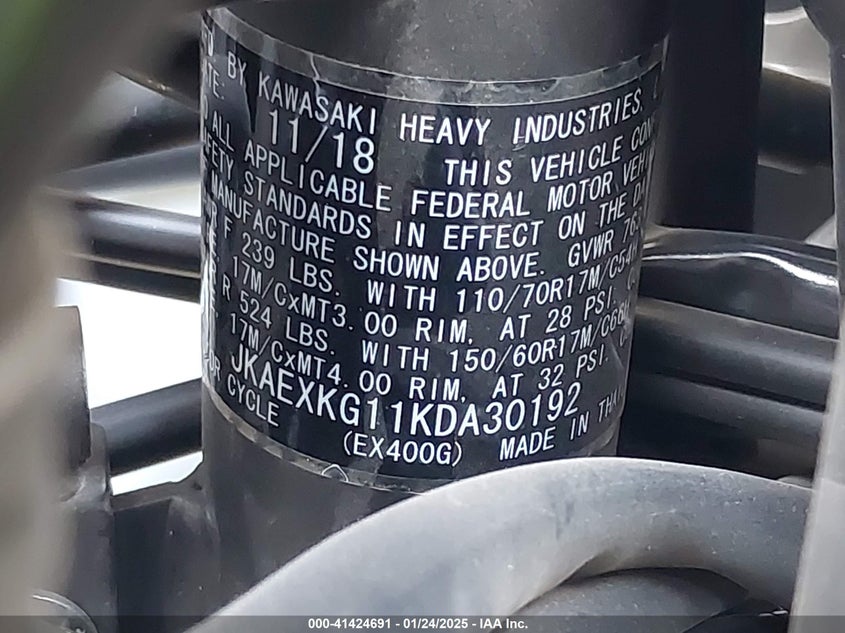 BY KAWASAKI HEAVY INDUSTRIES,
11/18 THIS VEHICLE
ALL APPLICABLE FEDERAL MOTOR
STANDARDS IN EFFECT ON THE
MANUFACTURE SHOWN ABOVE. GVWR
F 239 LBS. WITH 110/70R17M/C
17M/CxMT3.00 RIM, AT 28 PSI.
R 524 LBS. WITH 150/60R17M/C
17M/CxMT4.00 RIM, AT 32 PSI.
JKAEXKG11KDA30192
CYCLE (EX400G) MADE IN
000-41424691 - 01/24/2025 - IAA Inc.